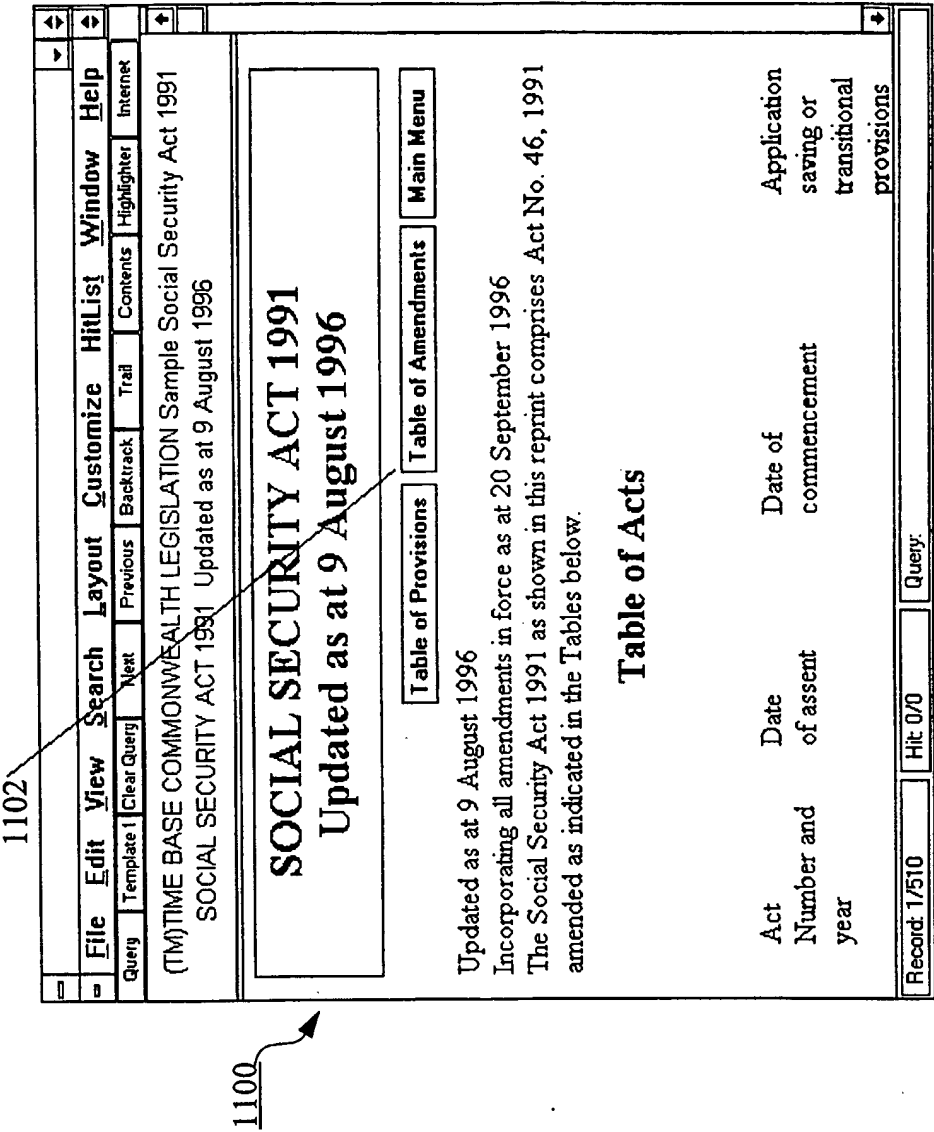 1102
File Edit View Search Layout Customize HitList Window Help
Query Template 1 Clear Query Next Previous Backtrack Trail Contents Highlighter Internet
(TM)TIME BASE COMMONWEALTH LEGISLATION Sample Social Security Act 1991
SOCIAL SECURITY ACT 1991 Updated as at 9 August 1996
SOCIAL SECURITY ACT 1991
Updated as at 9 August 1996
Table of Provisions Table of Amendments Main Menu
Updated as at 9 August 1996
Incorporating all amendments in force as at 20 September 1996
The Social Security Act 1991 as shown in this reprint comprises Act No. 46, 1991
amended as indicated in the Tables below.
Table of Acts
Act Date Date of Application
Number and of assent commencement saving or
year transitional
provisions
Record: 1/510 Hit: 0/0 Query:
1100